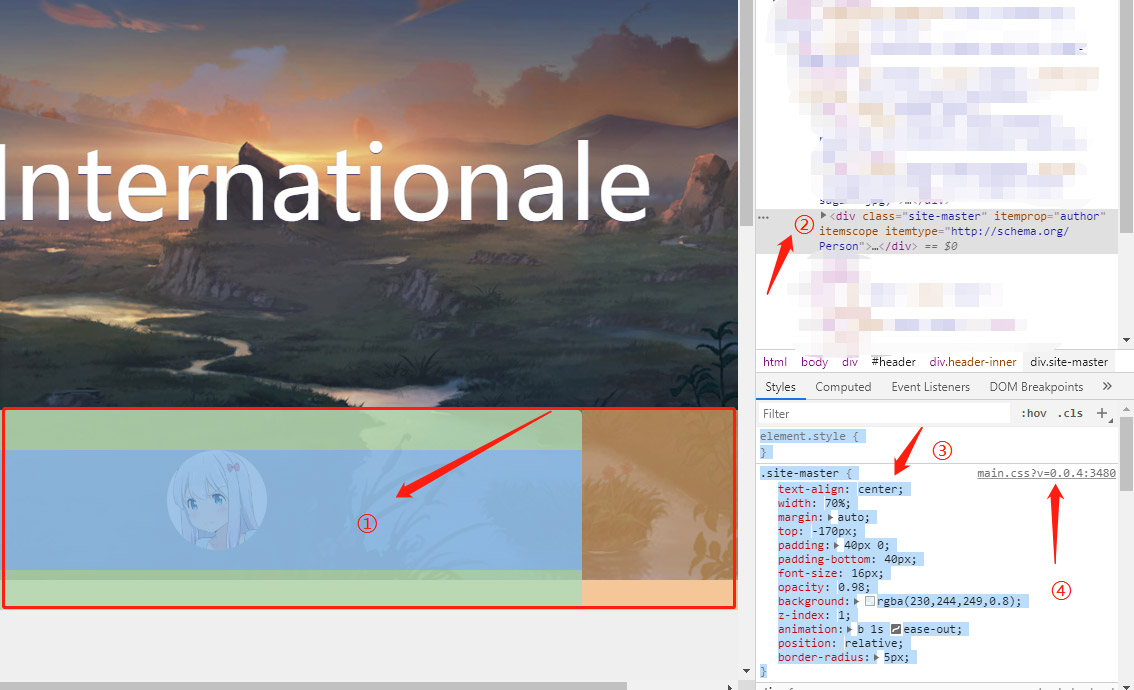 Internationale
①
②
<div class="site-master" itemprop="author"
itemscope itemtype="http://schema.org/
Person">…</div> == $0
html body div #header div.header-inner div.site-master
Styles Computed Event Listeners DOM Breakpoints »
Filter :hov .cls +
element.style {
}
③
.site-master { main.css?v=0.0.4:3480
text-align: center;
width: 70%;
margin: auto;
top: -170px;
padding: 40px 0;
padding-bottom: 40px;
font-size: 16px;
opacity: 0.98;
background: rgba(230,244,249,0.8);
z-index: 1;
animation: b 1s ease-out;
position: relative;
border-radius: 5px;
}
④